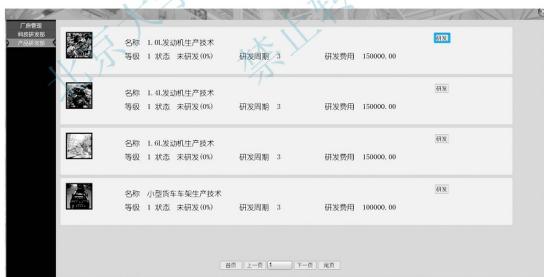 厂房管理
科技研发部
产品研发部
名称 1.0L发动机生产技术 研发
等级 1 状态 未研发(0%) 研发周期 3 研发费用 150000.00
名称 1.4L发动机生产技术 研发
等级 1 状态 未研发(0%) 研发周期 3 研发费用 150000.00
名称 1.6L发动机生产技术 研发
等级 1 状态 未研发(0%) 研发周期 3 研发费用 150000.00
名称 小型货车车架生产技术 研发
等级 1 状态 未研发(0%) 研发周期 3 研发费用 100000.00
首页 上一页 1 下一页 尾页
北京大
禁止